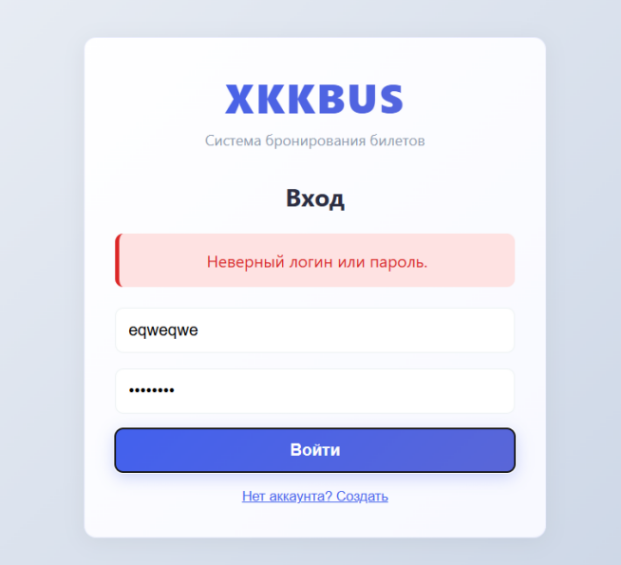 XKKBUS
Система бронирования билетов
Вход
Неверный логин или пароль.
eqweqwe
••••••••
Войти
Нет аккаунта? Создать